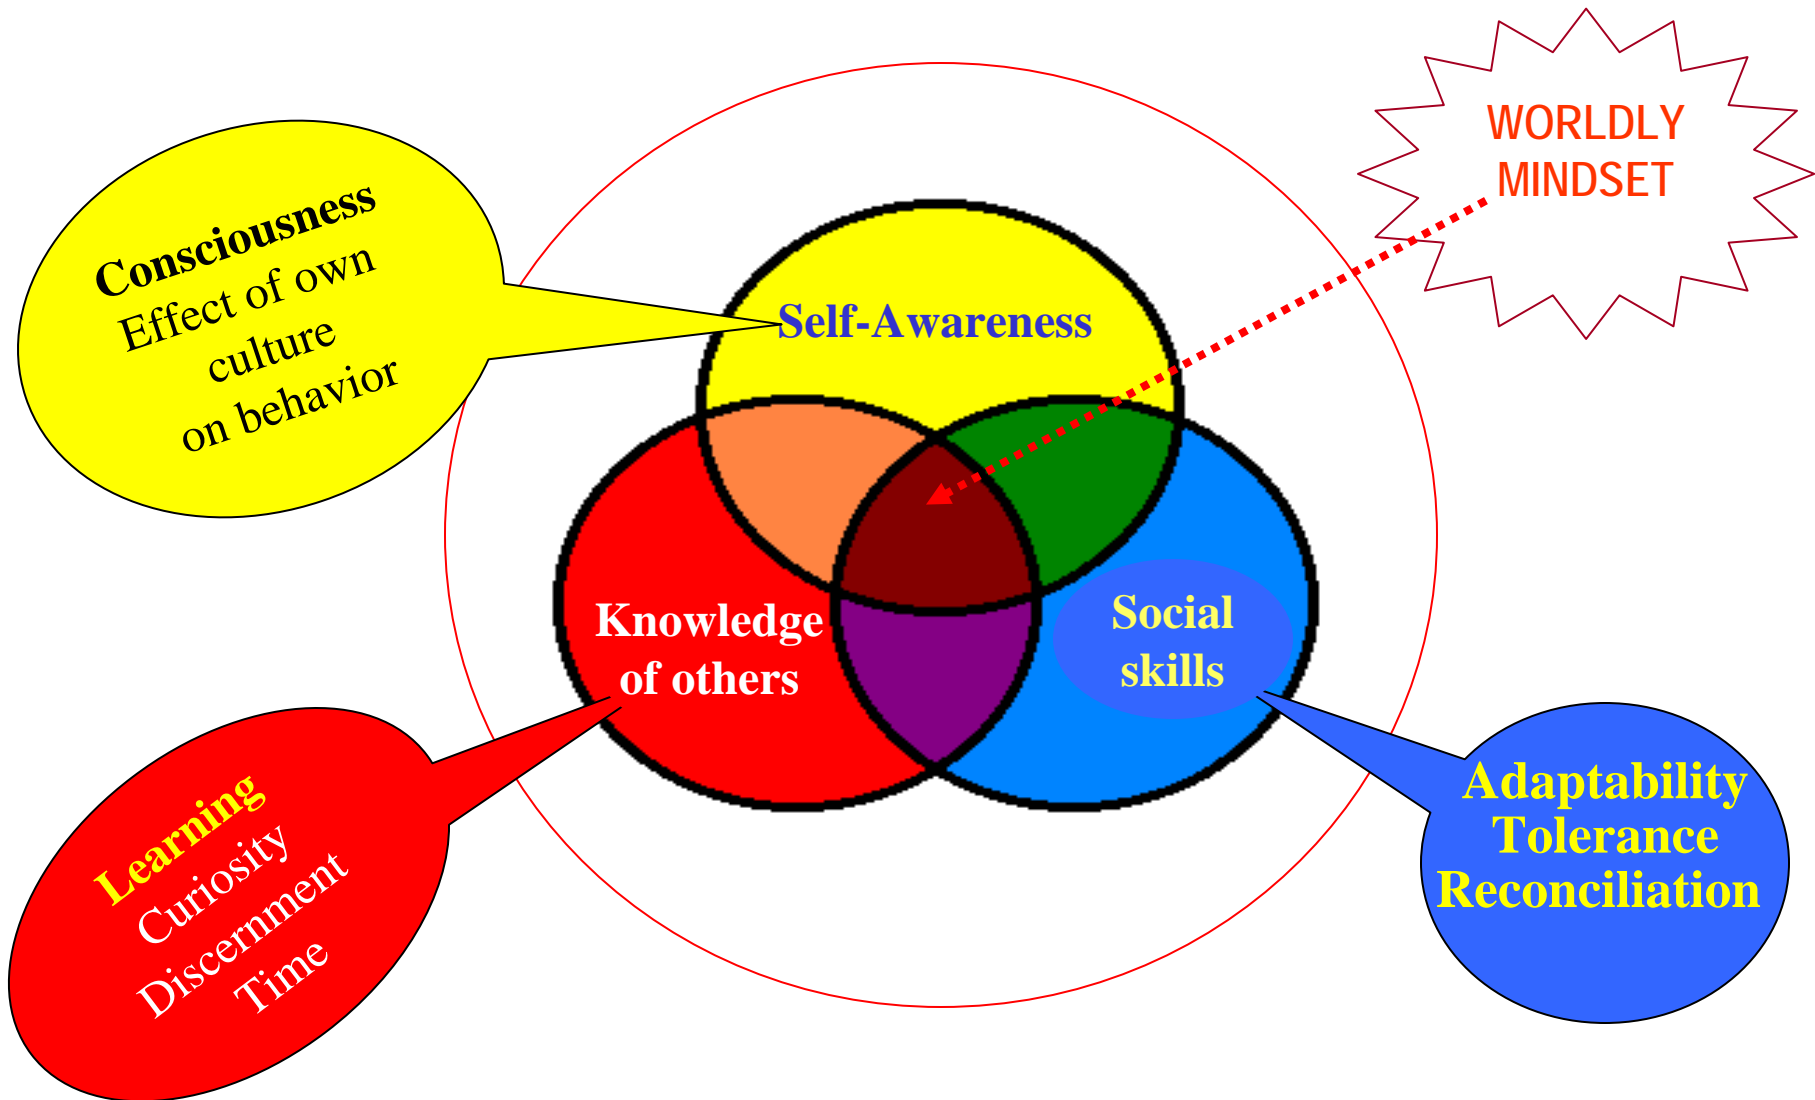 WORLDLY
MINDSET
Consciousness
Effect of own
culture
on behavior
Self-Awareness
Knowledge
of others
Social
skills
Learning
Curiosity
Discernment
Time
Adaptability
Tolerance
Reconciliation